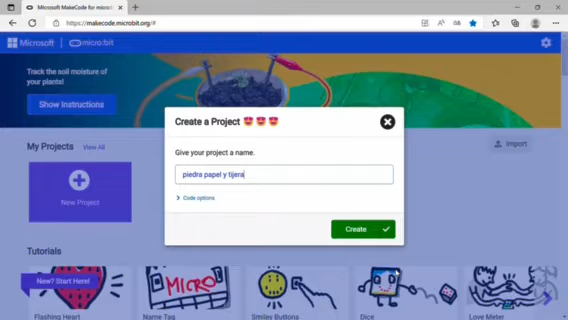 Microsoft MakeCode for micro:b
https://makecode.microbit.org/#
Microsoft
micro:bit
Track the soil moisture of
your plants!
Show Instructions
Create a Project
Give your project a name.
piedra papel y tijera
Code options
Create
My Projects
View All
Import
New Project
Tutorials
New? Start Here!
MICRO
Flashing Heart
Name Tag
Smiley Buttons
Dice
Love Meter